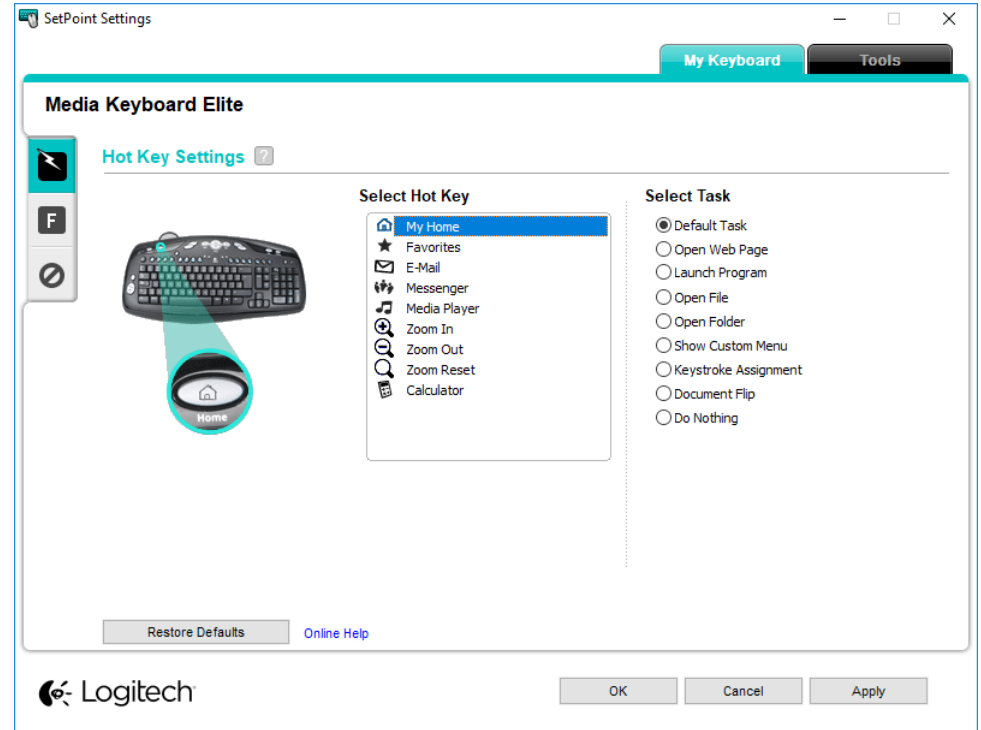 SetPoint Settings
My Keyboard
Tools
Media Keyboard Elite
Hot Key Settings ?
F
Home
Select Hot Key
My Home
Favorites
E-Mail
Messenger
Media Player
Zoom In
Zoom Out
Zoom Reset
Calculator
Select Task
Default Task
Open Web Page
Launch Program
Open File
Open Folder
Show Custom Menu
Keystroke Assignment
Document Flip
Do Nothing
Restore Defaults
Online Help
Logitech
OK
Cancel
Apply